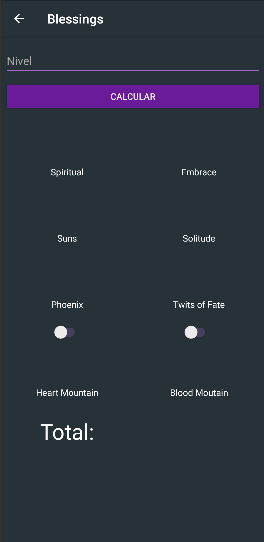 Blessings
Nivel
CALCULAR
Spiritual
Embrace
Suns
Solitude
Phoenix
Twits of Fate
Heart Mountain
Blood Moutain
Total: